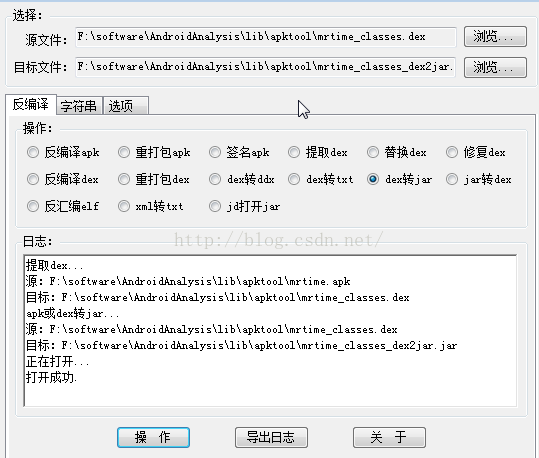 选择:
源文件: F:\software\AndroidAnalysis\lib\apktool\mrtime_classes.dex 浏览...
目标文件: F:\software\AndroidAnalysis\lib\apktool\mrtime_classes_dex2jar. 浏览...
反编译 字符串 选项
操作:
反编译apk 重打包apk 签名apk 提取dex 替换dex 修复dex
反编译dex 重打包dex dex转ddx dex转txt dex转jar jar转dex
反汇编elf xml转txt jd打开jar
http://blog.csdn.net/
日志:
提取dex...
源: F:\software\AndroidAnalysis\lib\apktool\mrtime.apk
目标: F:\software\AndroidAnalysis\lib\apktool\mrtime_classes.dex
apk或dex转jar...
源: F:\software\AndroidAnalysis\lib\apktool\mrtime_classes.dex
目标: F:\software\AndroidAnalysis\lib\apktool\mrtime_classes_dex2jar.jar
正在打开...
打开成功.
操 作 导出日志 关 于